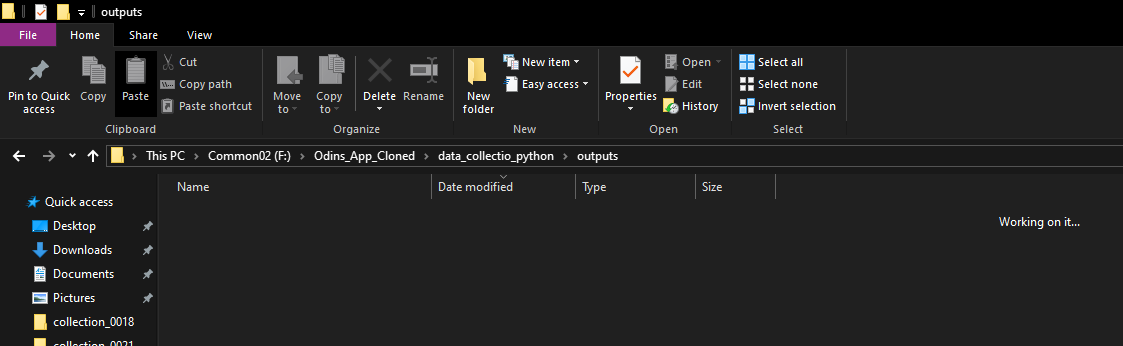 outputs
File Home Share View
Pin to Quick access
Copy
Paste
Cut
Copy path
Paste shortcut
Clipboard
Move to
Copy to
Delete
Rename
Organize
New folder
New item
Easy access
New
Properties
Open
Edit
History
Open
Select all
Select none
Invert selection
Select
This PC > Common02 (F:) > Odins_App_Cloned > data_collectio_python > outputs
Name Date modified Type Size
Working on it...
Quick access
Desktop
Downloads
Documents
Pictures
collection_0018
collection_0021